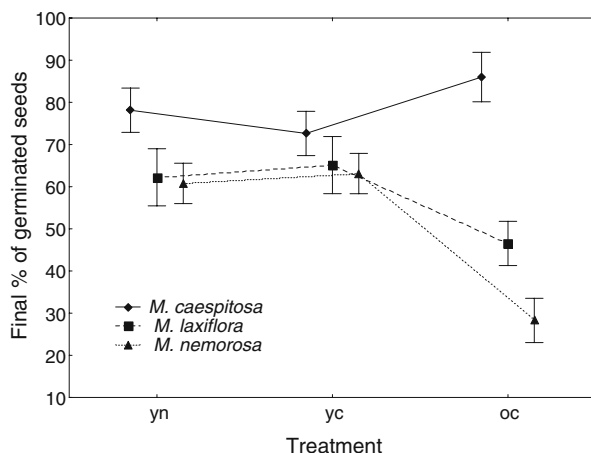 Final % of germinated seeds
100
90
80
70
60
50
40
30
20
10
M. caespitosa
M. laxiflora
M. nemorosa
yn
yc
oc
Treatment